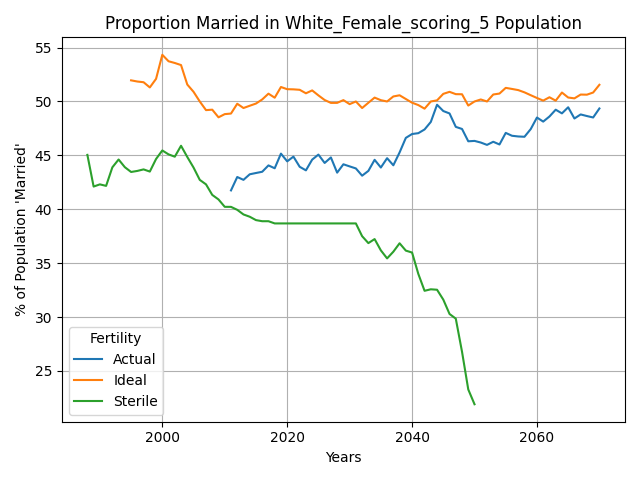 Proportion Married in White_Female_scoring_5 Population
% of Population 'Married'
55
50
45
40
35
30
25
Fertility
Actual
Ideal
Sterile
2000
2020
2040
2060
Years